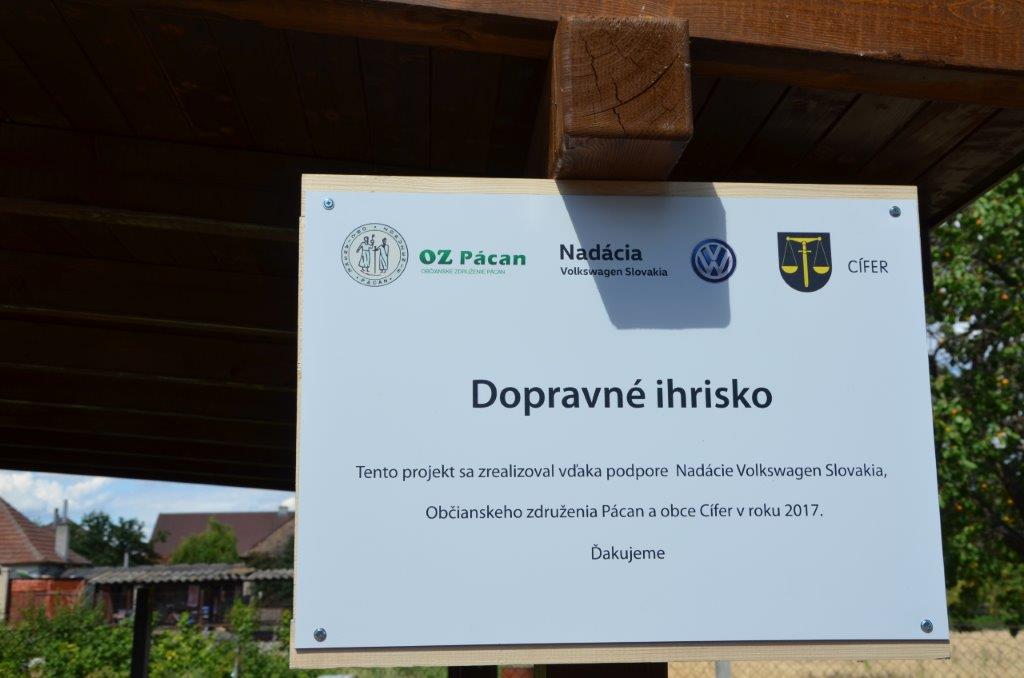 OZ Pácan
OBČIANSKE ZDRUŽENIE PÁCAN
PÁCAN
Nadácia
Volkswagen Slovakia
CÍFER
Dopravné ihrisko
Tento projekt sa zrealizoval vďaka podpore Nadácie Volkswagen Slovakia,
Občianskeho združenia Pácan a obce Cífer v roku 2017.
Ďakujeme